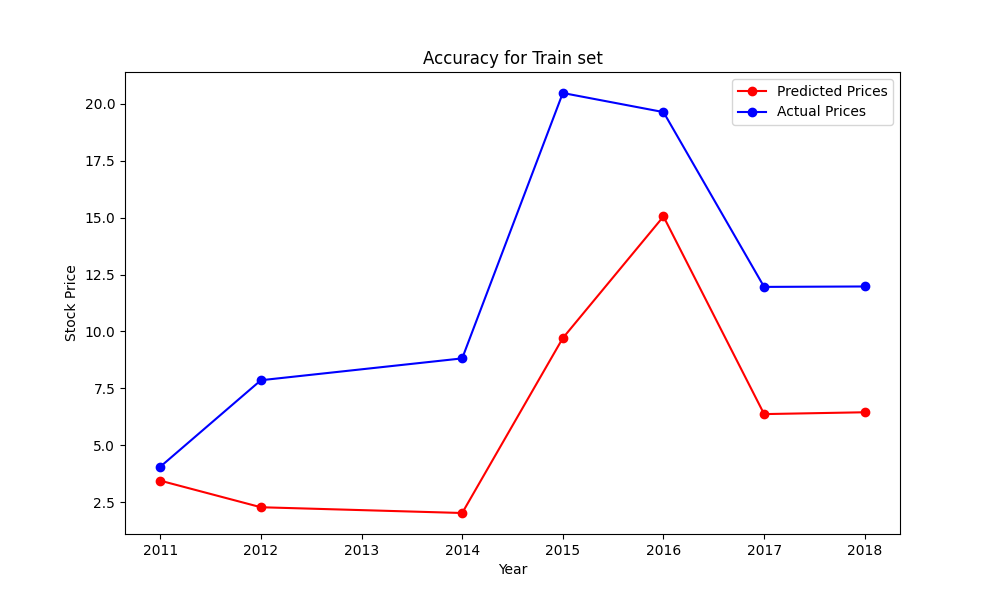 Accuracy for Train set
Predicted Prices
Actual Prices
Stock Price
20.0
17.5
15.0
12.5
10.0
7.5
5.0
2.5
2011 2012 2013 2014 2015 2016 2017 2018
Year